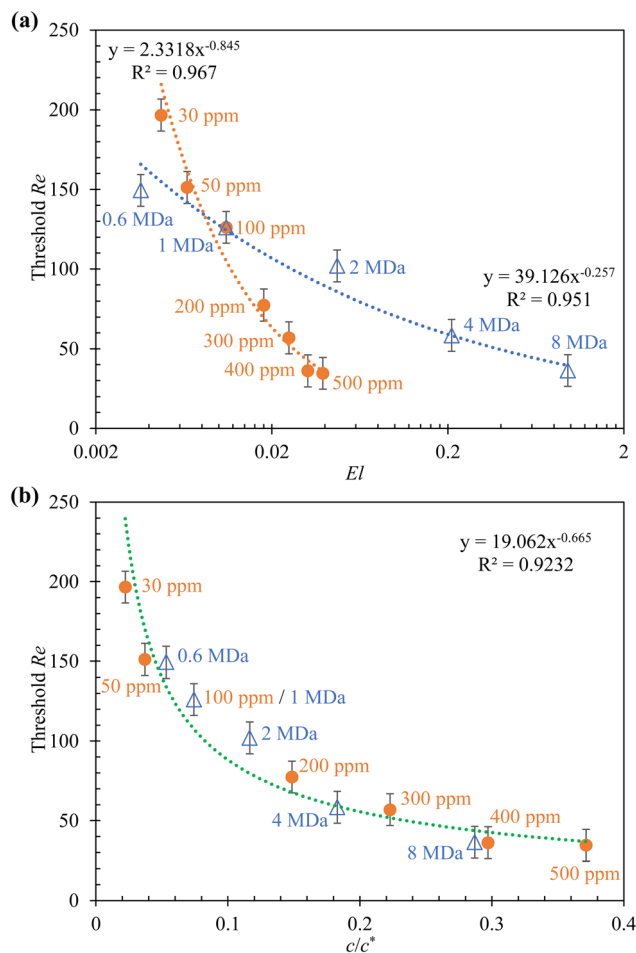 (a)
250
200
150
100
50
0
Threshold Re
y = 2.3318x^-0.845
R² = 0.967
30 ppm
50 ppm
0.6 MDa
100 ppm
1 MDa
2 MDa
y = 39.126x^-0.257
R² = 0.951
200 ppm
300 ppm
4 MDa
8 MDa
400 ppm
500 ppm
0.002
0.02
0.2
2
El
(b)
250
200
150
100
50
0
Threshold Re
y = 19.062x^-0.665
R² = 0.9232
30 ppm
0.6 MDa
50 ppm
100 ppm / 1 MDa
2 MDa
200 ppm
4 MDa
300 ppm
400 ppm
8 MDa
500 ppm
0
0.1
0.2
0.3
0.4
c/c*